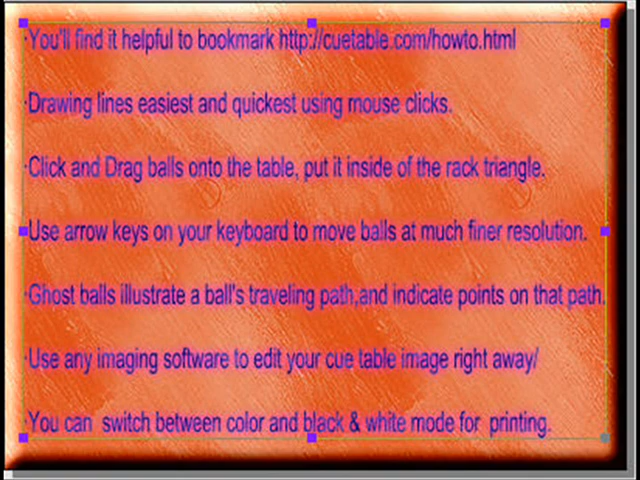 ·You'll find it helpful to bookmark http://cuetable.com/howto.html
·Drawing lines easiest and quickest using mouse clicks.
·Click and Drag balls onto the table, put it inside of the rack triangle.
·Use arrow keys on your keyboard to move balls at much finer resolution.
·Ghost balls illustrate a ball's traveling path,and indicate points on that path.
·Use any imaging software to edit your cue table image right away/
·You can  switch between color and black & white mode for  printing.